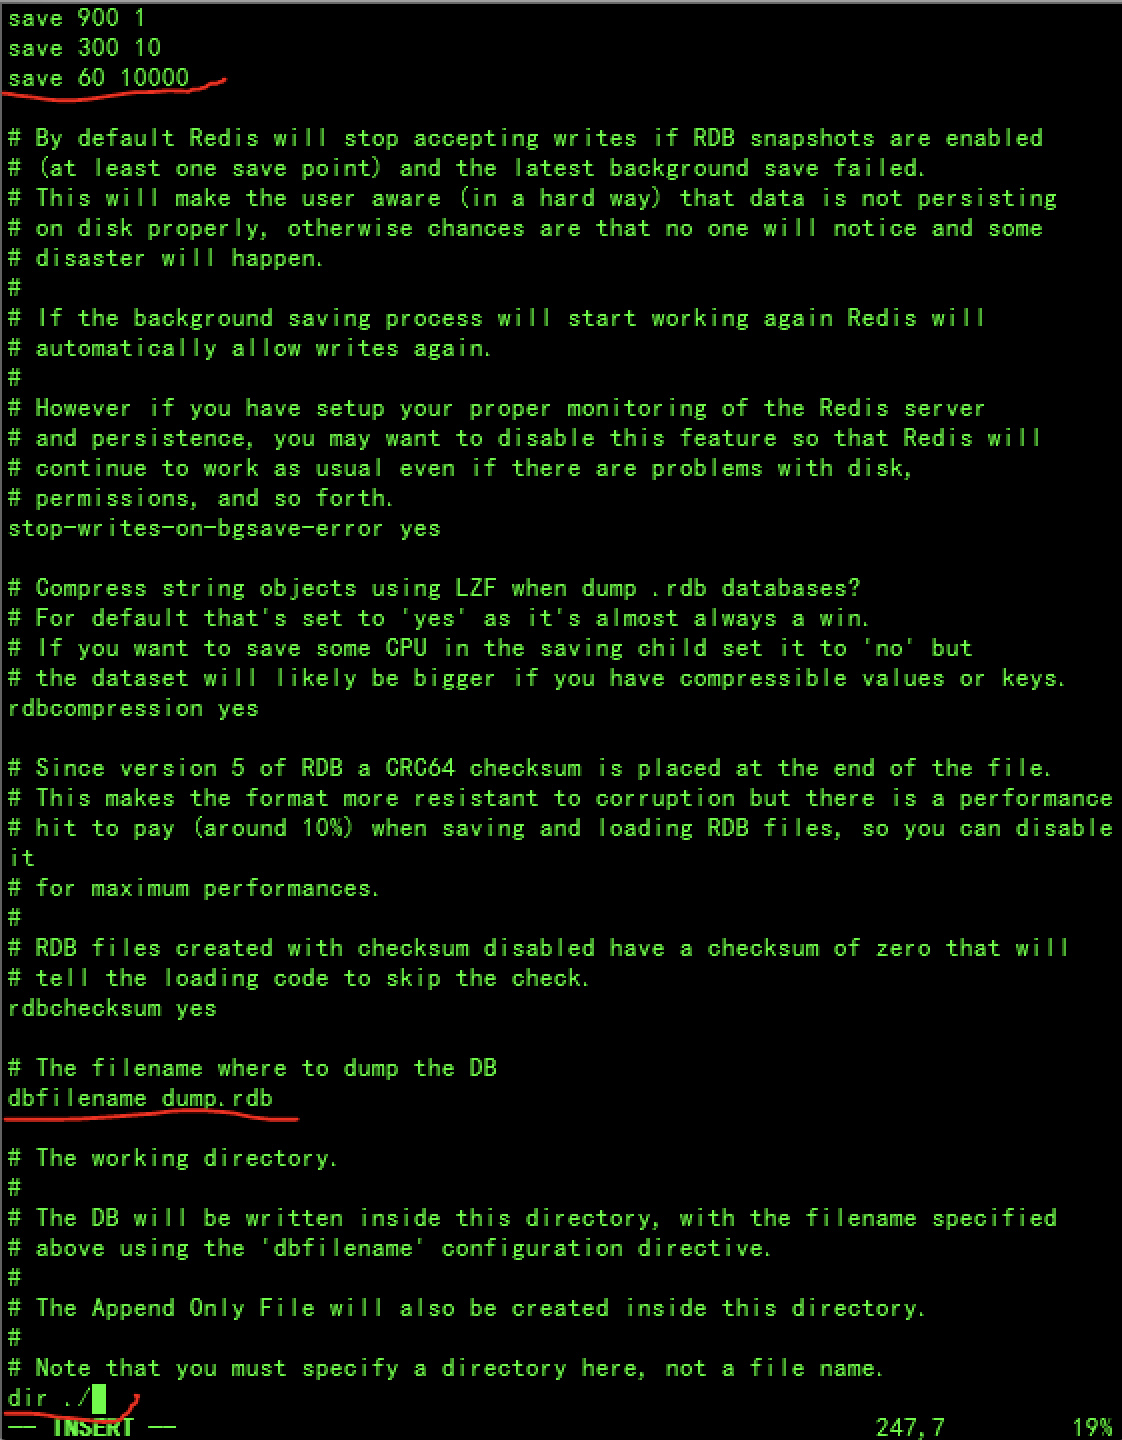 save 900 1
save 300 10
save 60 10000
# By default Redis will stop accepting writes if RDB snapshots are enabled
# (at least one save point) and the latest background save failed.
# This will make the user aware (in a hard way) that data is not persisting
# on disk properly, otherwise chances are that no one will notice and some
# disaster will happen.
#
# If the background saving process will start working again Redis will
# automatically allow writes again.
#
# However if you have setup your proper monitoring of the Redis server
# and persistence, you may want to disable this feature so that Redis will
# continue to work as usual even if there are problems with disk,
# permissions, and so forth.
stop-writes-on-bgsave-error yes
# Compress string objects using LZF when dump .rdb databases?
# For default that's set to 'yes' as it's almost always a win.
# If you want to save some CPU in the saving child set it to 'no' but
# the dataset will likely be bigger if you have compressible values or keys.
rdbcompression yes
# Since version 5 of RDB a CRC64 checksum is placed at the end of the file.
# This makes the format more resistant to corruption but there is a performance
# hit to pay (around 10%) when saving and loading RDB files, so you can disable
it
# for maximum performances.
#
# RDB files created with checksum disabled have a checksum of zero that will
# tell the loading code to skip the check.
rdbchecksum yes
# The filename where to dump the DB
dbfilename dump.rdb
# The working directory.
#
# The DB will be written inside this directory, with the filename specified
# above using the 'dbfilename' configuration directive.
#
# The Append Only File will also be created inside this directory.
#
# Note that you must specify a directory here, not a file name.
dir ./
-- INSERT -- 247,7 19%